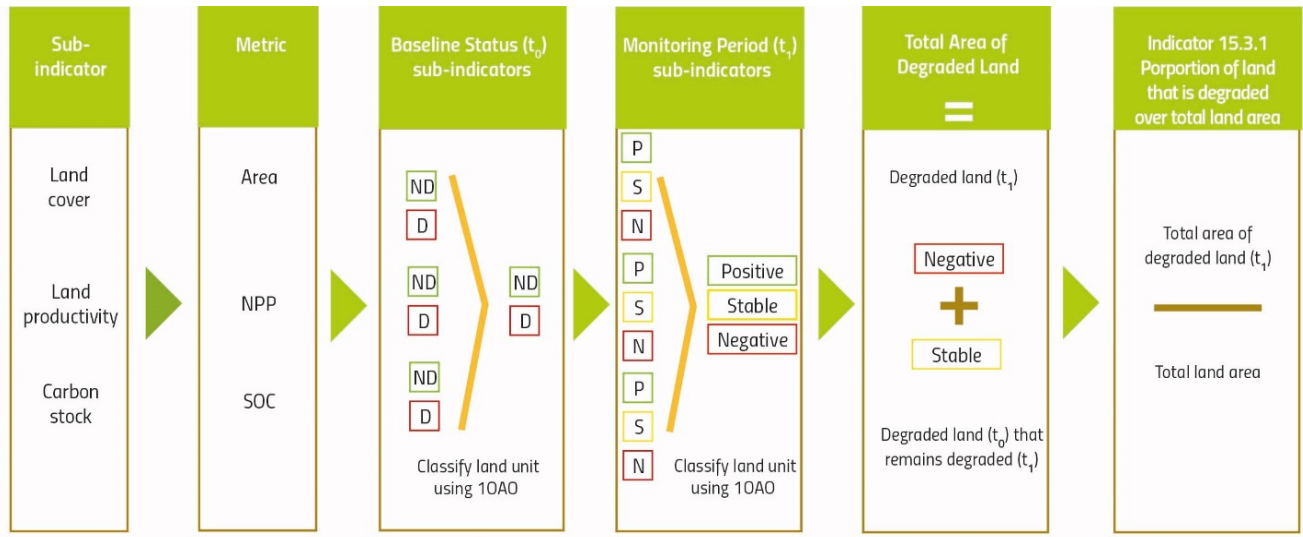 Sub-
indicator
Metric
Baseline Status (t0)
sub-indicators
Monitoring Period (t1)
sub-indicators
Total Area of
Degraded Land
=
Indicator 15.3.1
Porportion of land
that is degraded
over total land area
Land
cover
Land
productivity
Carbon
stock
Area
NPP
SOC
ND
D
ND
D
ND
D
ND
D
Classify land unit
using 1OAO
P
S
N
P
S
N
P
S
N
Positive
Stable
Negative
Classify land unit
using 1OAO
Degraded land (t1)
Negative
+
Stable
Degraded land (t0) that
remains degraded (t1)
Total area of
degraded land (t1)
Total land area